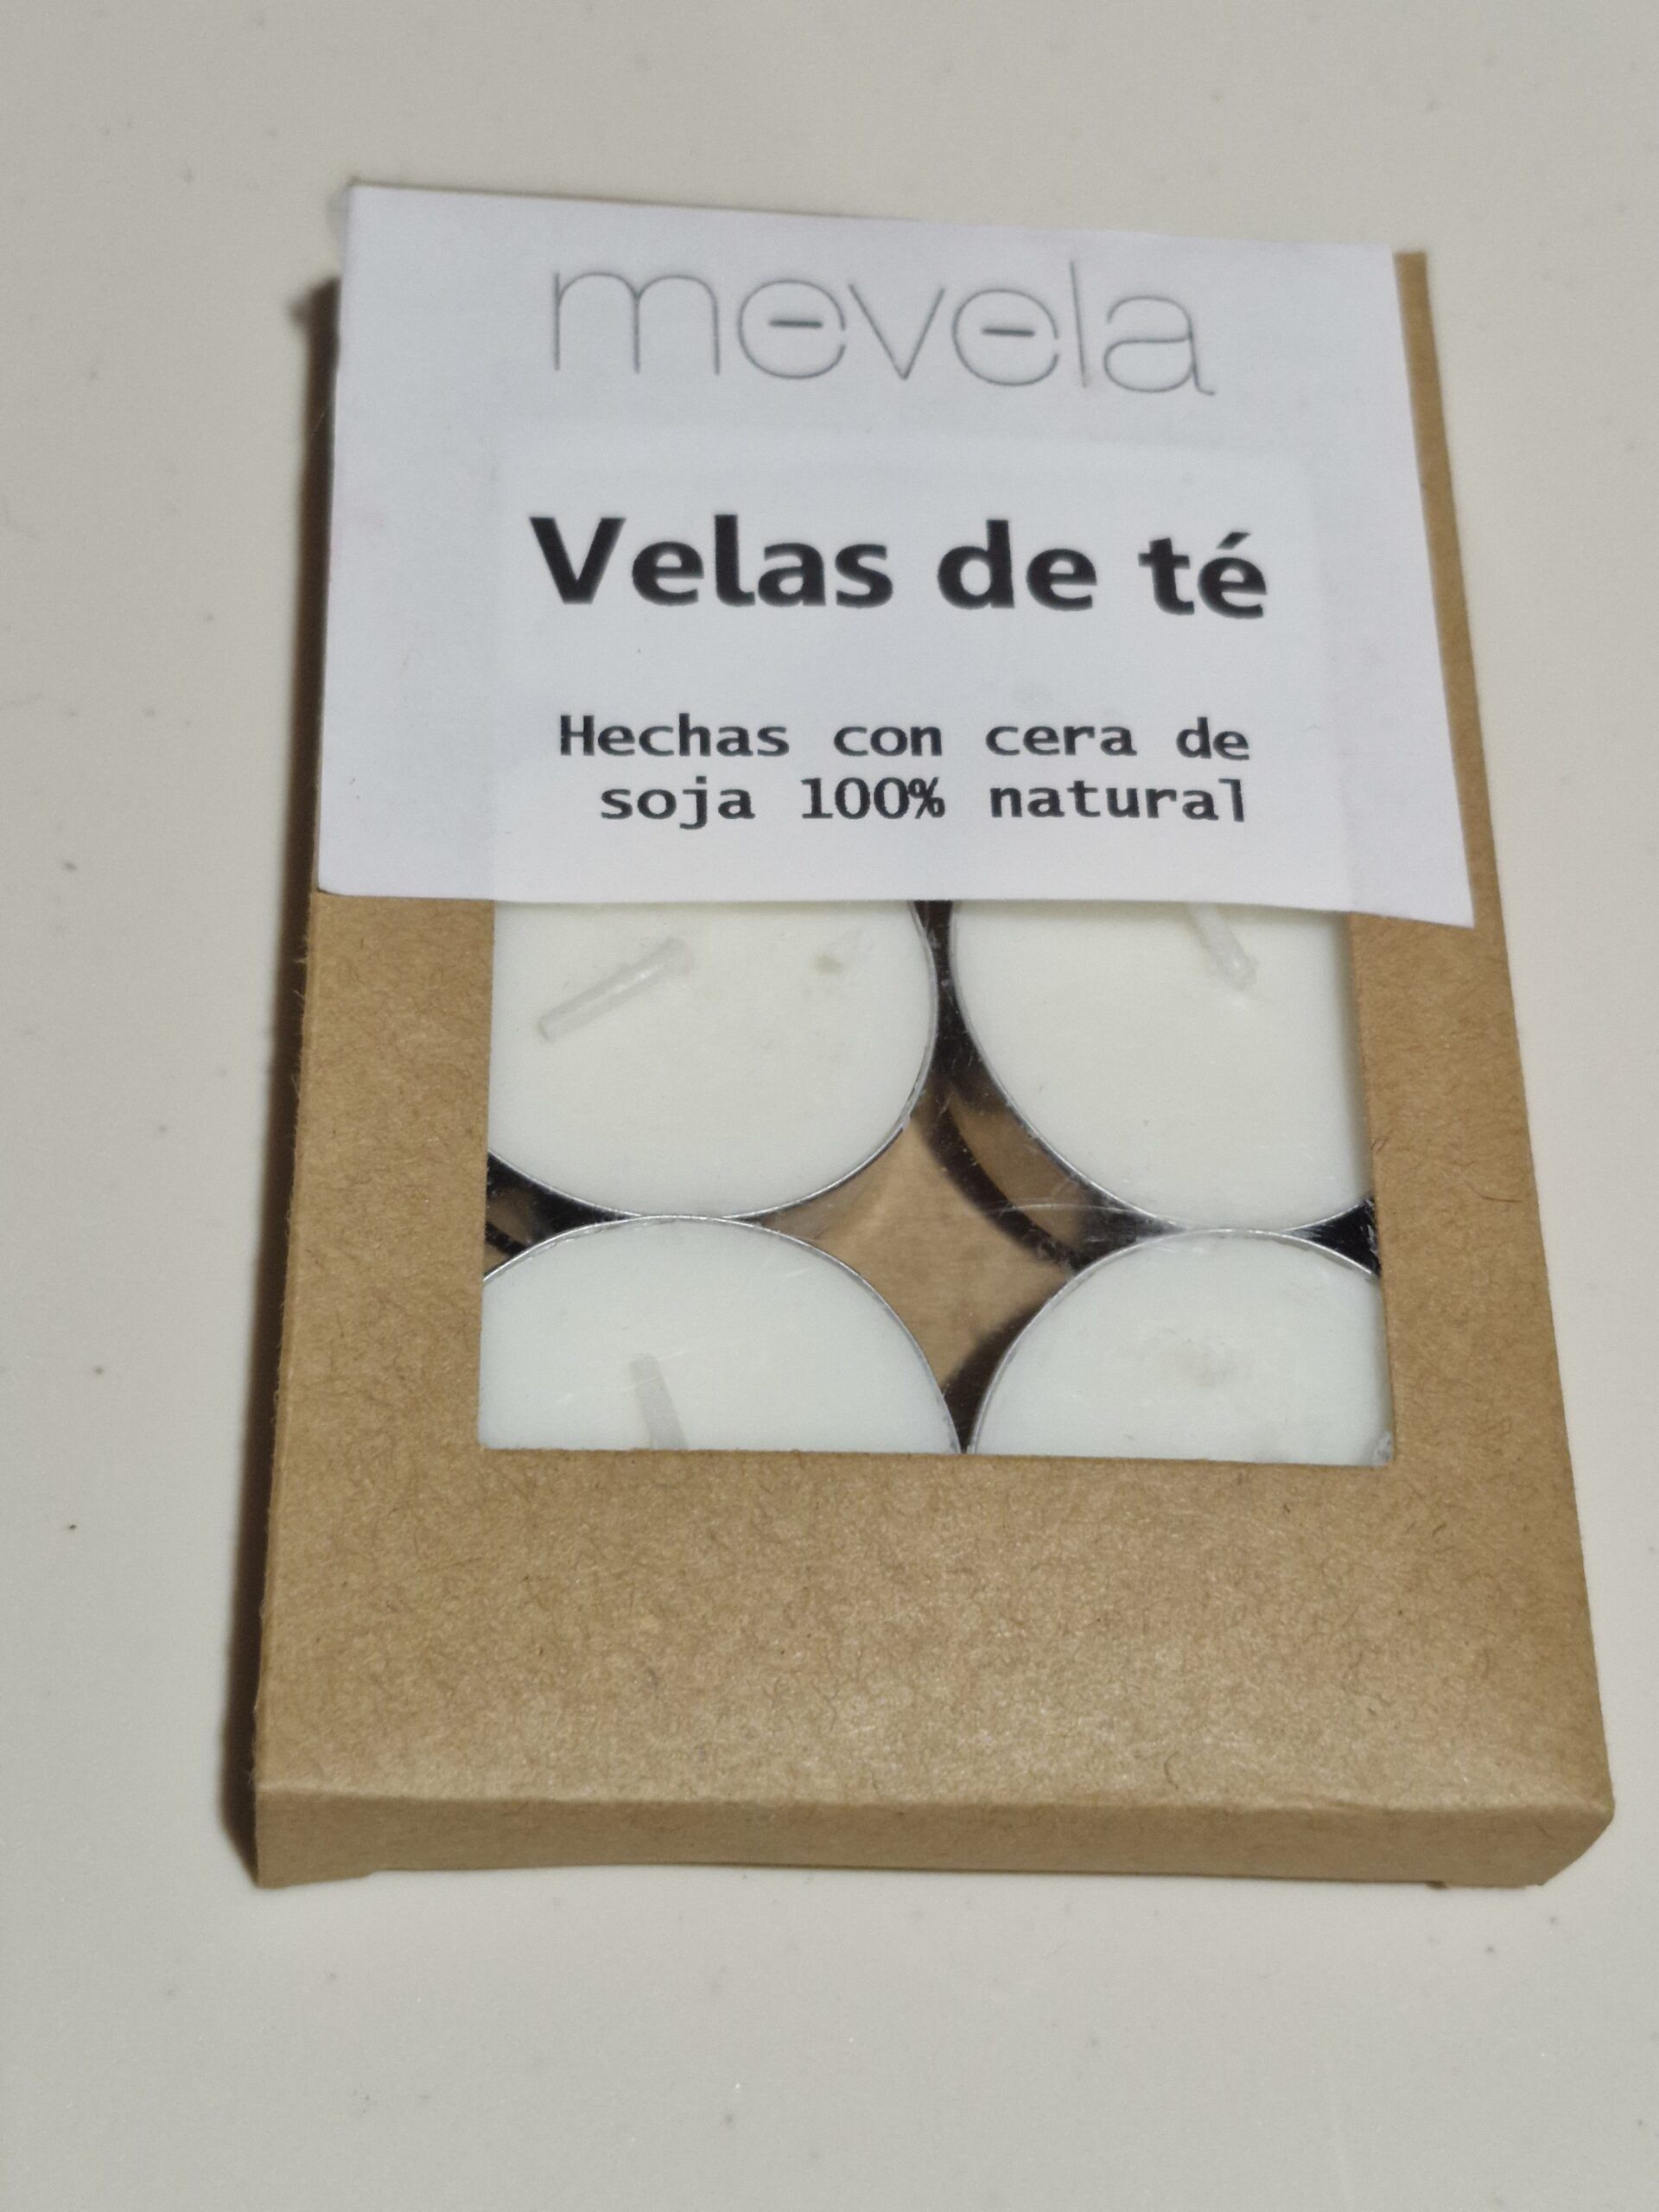 mevela
Velas de té
Hechas con cera de
soja 100% natural